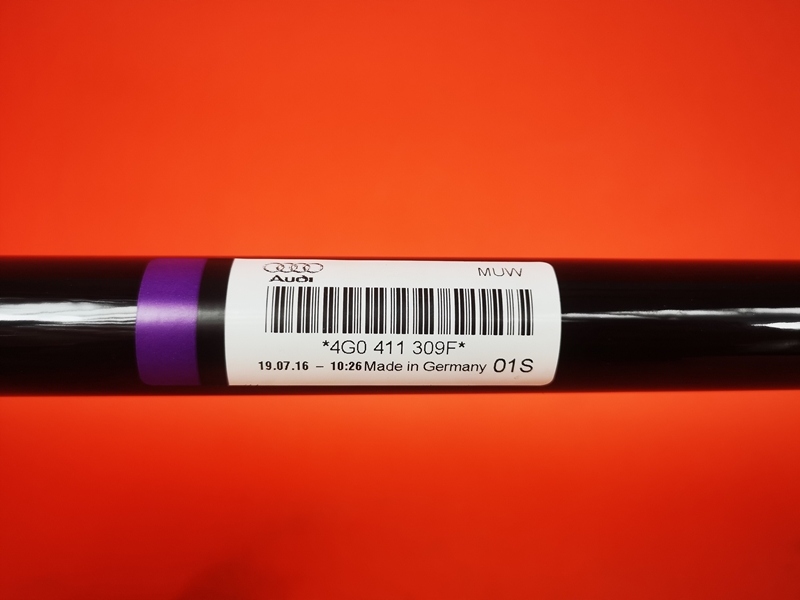 Audi
MUW
*4G0 411 309F*
19.07.16 – 10:26 Made in Germany 01S